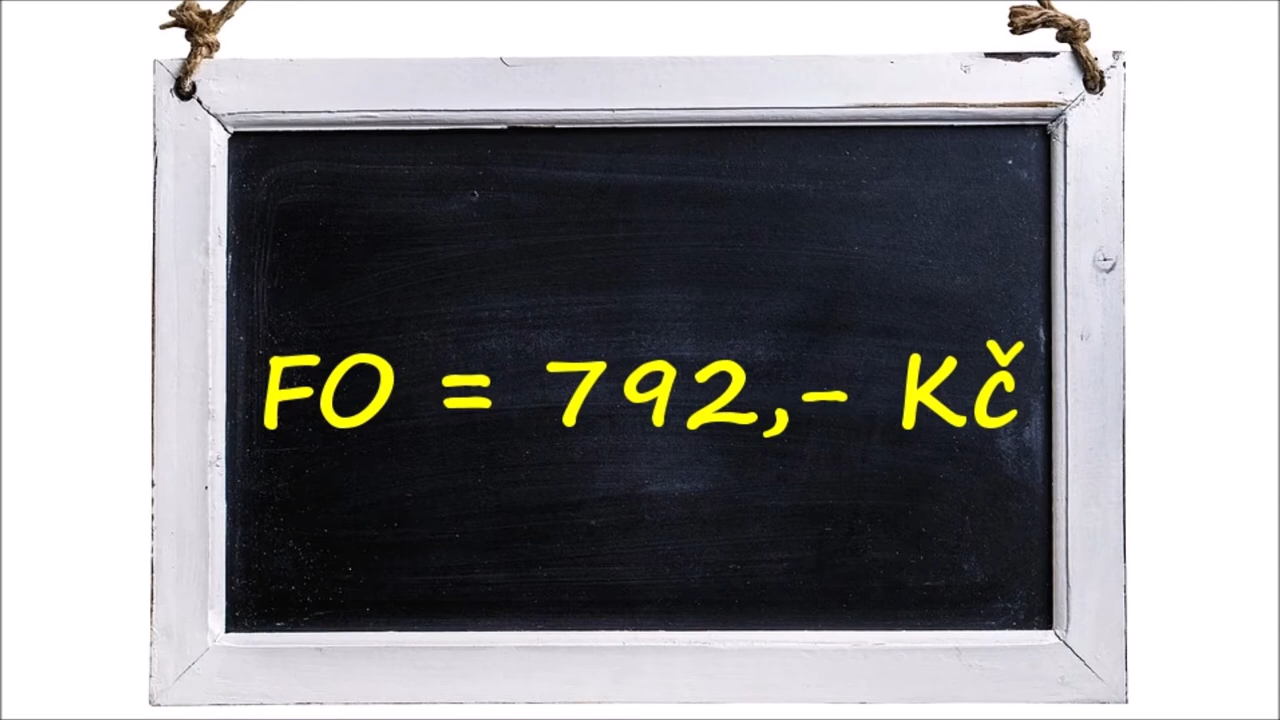 FO = 792,- Kč